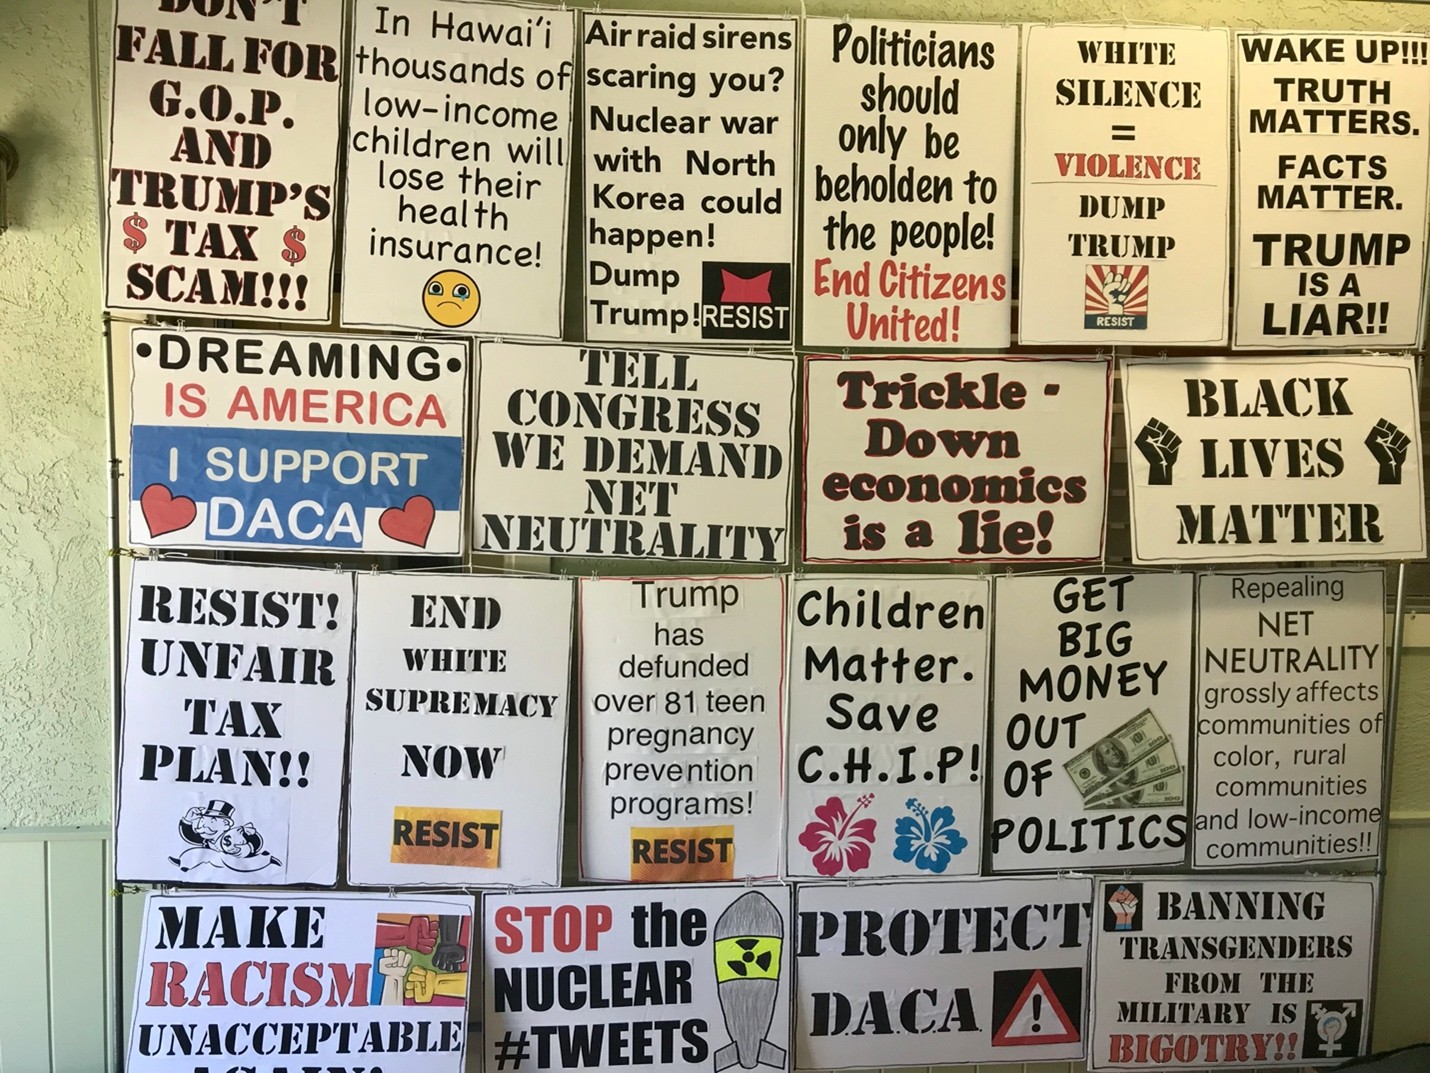 DON'T
FALL FOR
G.O.P.
AND
TRUMP'S
$ TAX $
SCAM!!!
In Hawai'i
thousands of
low-income
children will
lose their
health
insurance!
Air raid sirens
scaring you?
Nuclear war
with North
Korea could
happen!
Dump
Trump!
RESIST
Politicians
should
only be
beholden to
the people!
End Citizens
United!
WHITE
SILENCE
=
VIOLENCE
DUMP
TRUMP
RESIST
WAKE UP!!!
TRUTH
MATTERS.
FACTS
MATTER.
TRUMP
IS A
LIAR!!
•DREAMING•
IS AMERICA
I SUPPORT
DACA
TELL
CONGRESS
WE DEMAND
NET
NEUTRALITY
Trickle -
Down
economics
is a lie!
BLACK
LIVES
MATTER
RESIST!
UNFAIR
TAX
PLAN!!
$
END
WHITE
SUPREMACY
NOW
RESIST
Trump
has
defunded
over 81 teen
pregnancy
prevention
programs!
RESIST
Children
Matter.
Save
C.H.I.P!
GET
BIG
MONEY
OUT
OF
POLITICS
Repealing
NET
NEUTRALITY
grossly affects
communities of
color, rural
communities
and low-income
communities!!
MAKE
RACISM
UNACCEPTABLE
AGAIN!
STOP the
NUCLEAR
#TWEETS
PROTECT
D.A.C.A.
!
BANNING
TRANSGENDERS
FROM THE
MILITARY IS
BIGOTRY!!